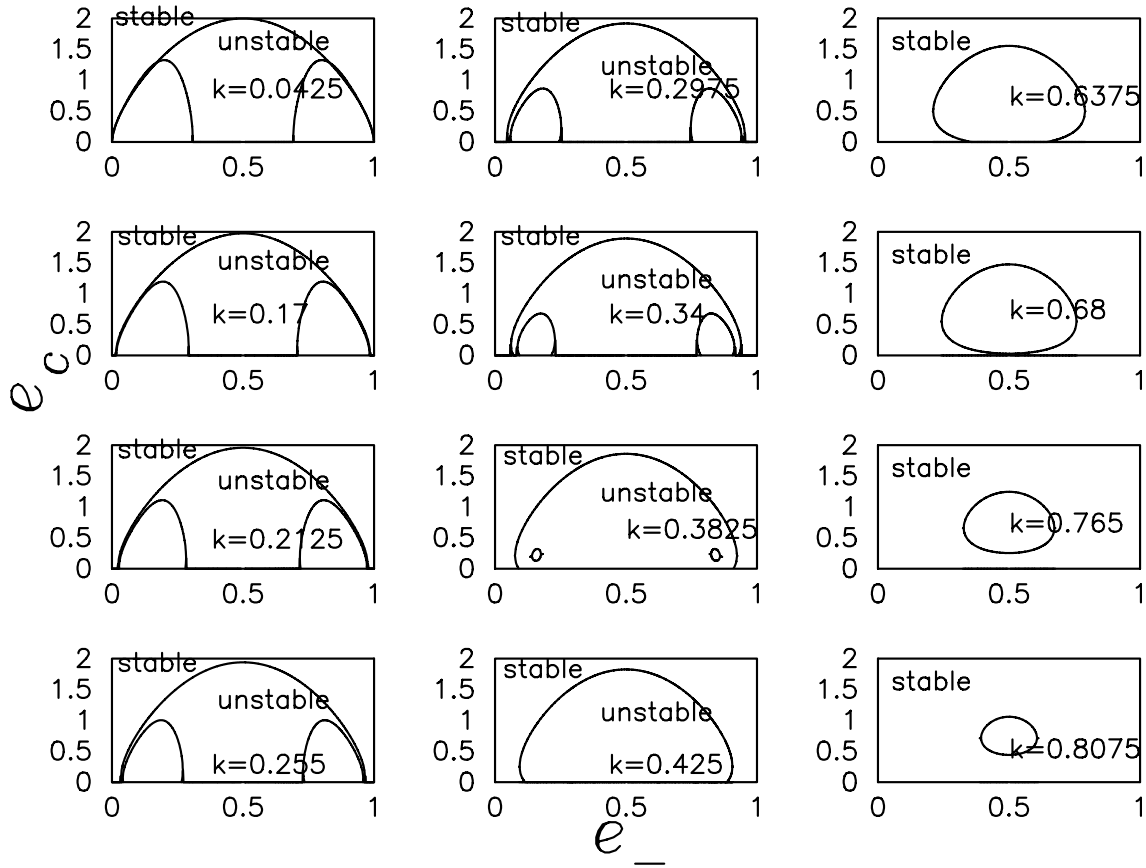 stable
unstable
k=0.0425
2
1.5
1
0.5
0
0 0.5 1
stable
unstable
k=0.2975
2
1.5
1
0.5
0
0 0.5 1
stable
k=0.6375
2
1.5
1
0.5
0
0 0.5 1
stable
unstable
k=0.17
2
1.5
1
0.5
0
0 0.5 1
stable
unstable
k=0.34
2
1.5
1
0.5
0
0 0.5 1
stable
k=0.68
2
1.5
1
0.5
0
0 0.5 1
e c
stable
unstable
k=0.2125
2
1.5
1
0.5
0
0 0.5 1
stable
unstable
k=0.3825
2
1.5
1
0.5
0
0 0.5 1
stable
k=0.765
2
1.5
1
0.5
0
0 0.5 1
stable
unstable
k=0.255
2
1.5
1
0.5
0
0 0.5 1
stable
unstable
k=0.425
2
1.5
1
0.5
0
0 0.5 1
stable
k=0.8075
2
1.5
1
0.5
0
0 0.5 1
e _